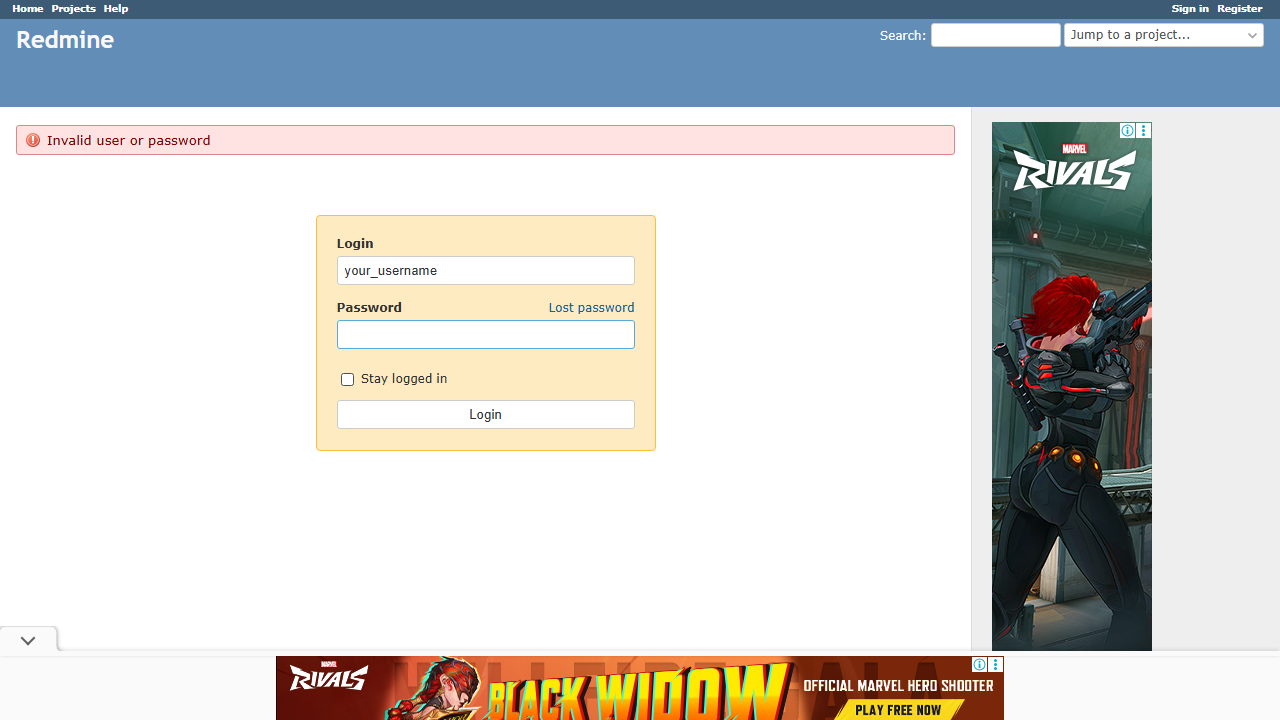 Home Projects Help Sign in Register
Redmine
Search: Jump to a project...
Invalid user or password
Login
your_username
Password Lost password
Stay logged in
Login
MARVEL
RIVALS
MARVEL
RIVALS
BLACK WIDOW
OFFICIAL MARVEL HERO SHOOTER
PLAY FREE NOW